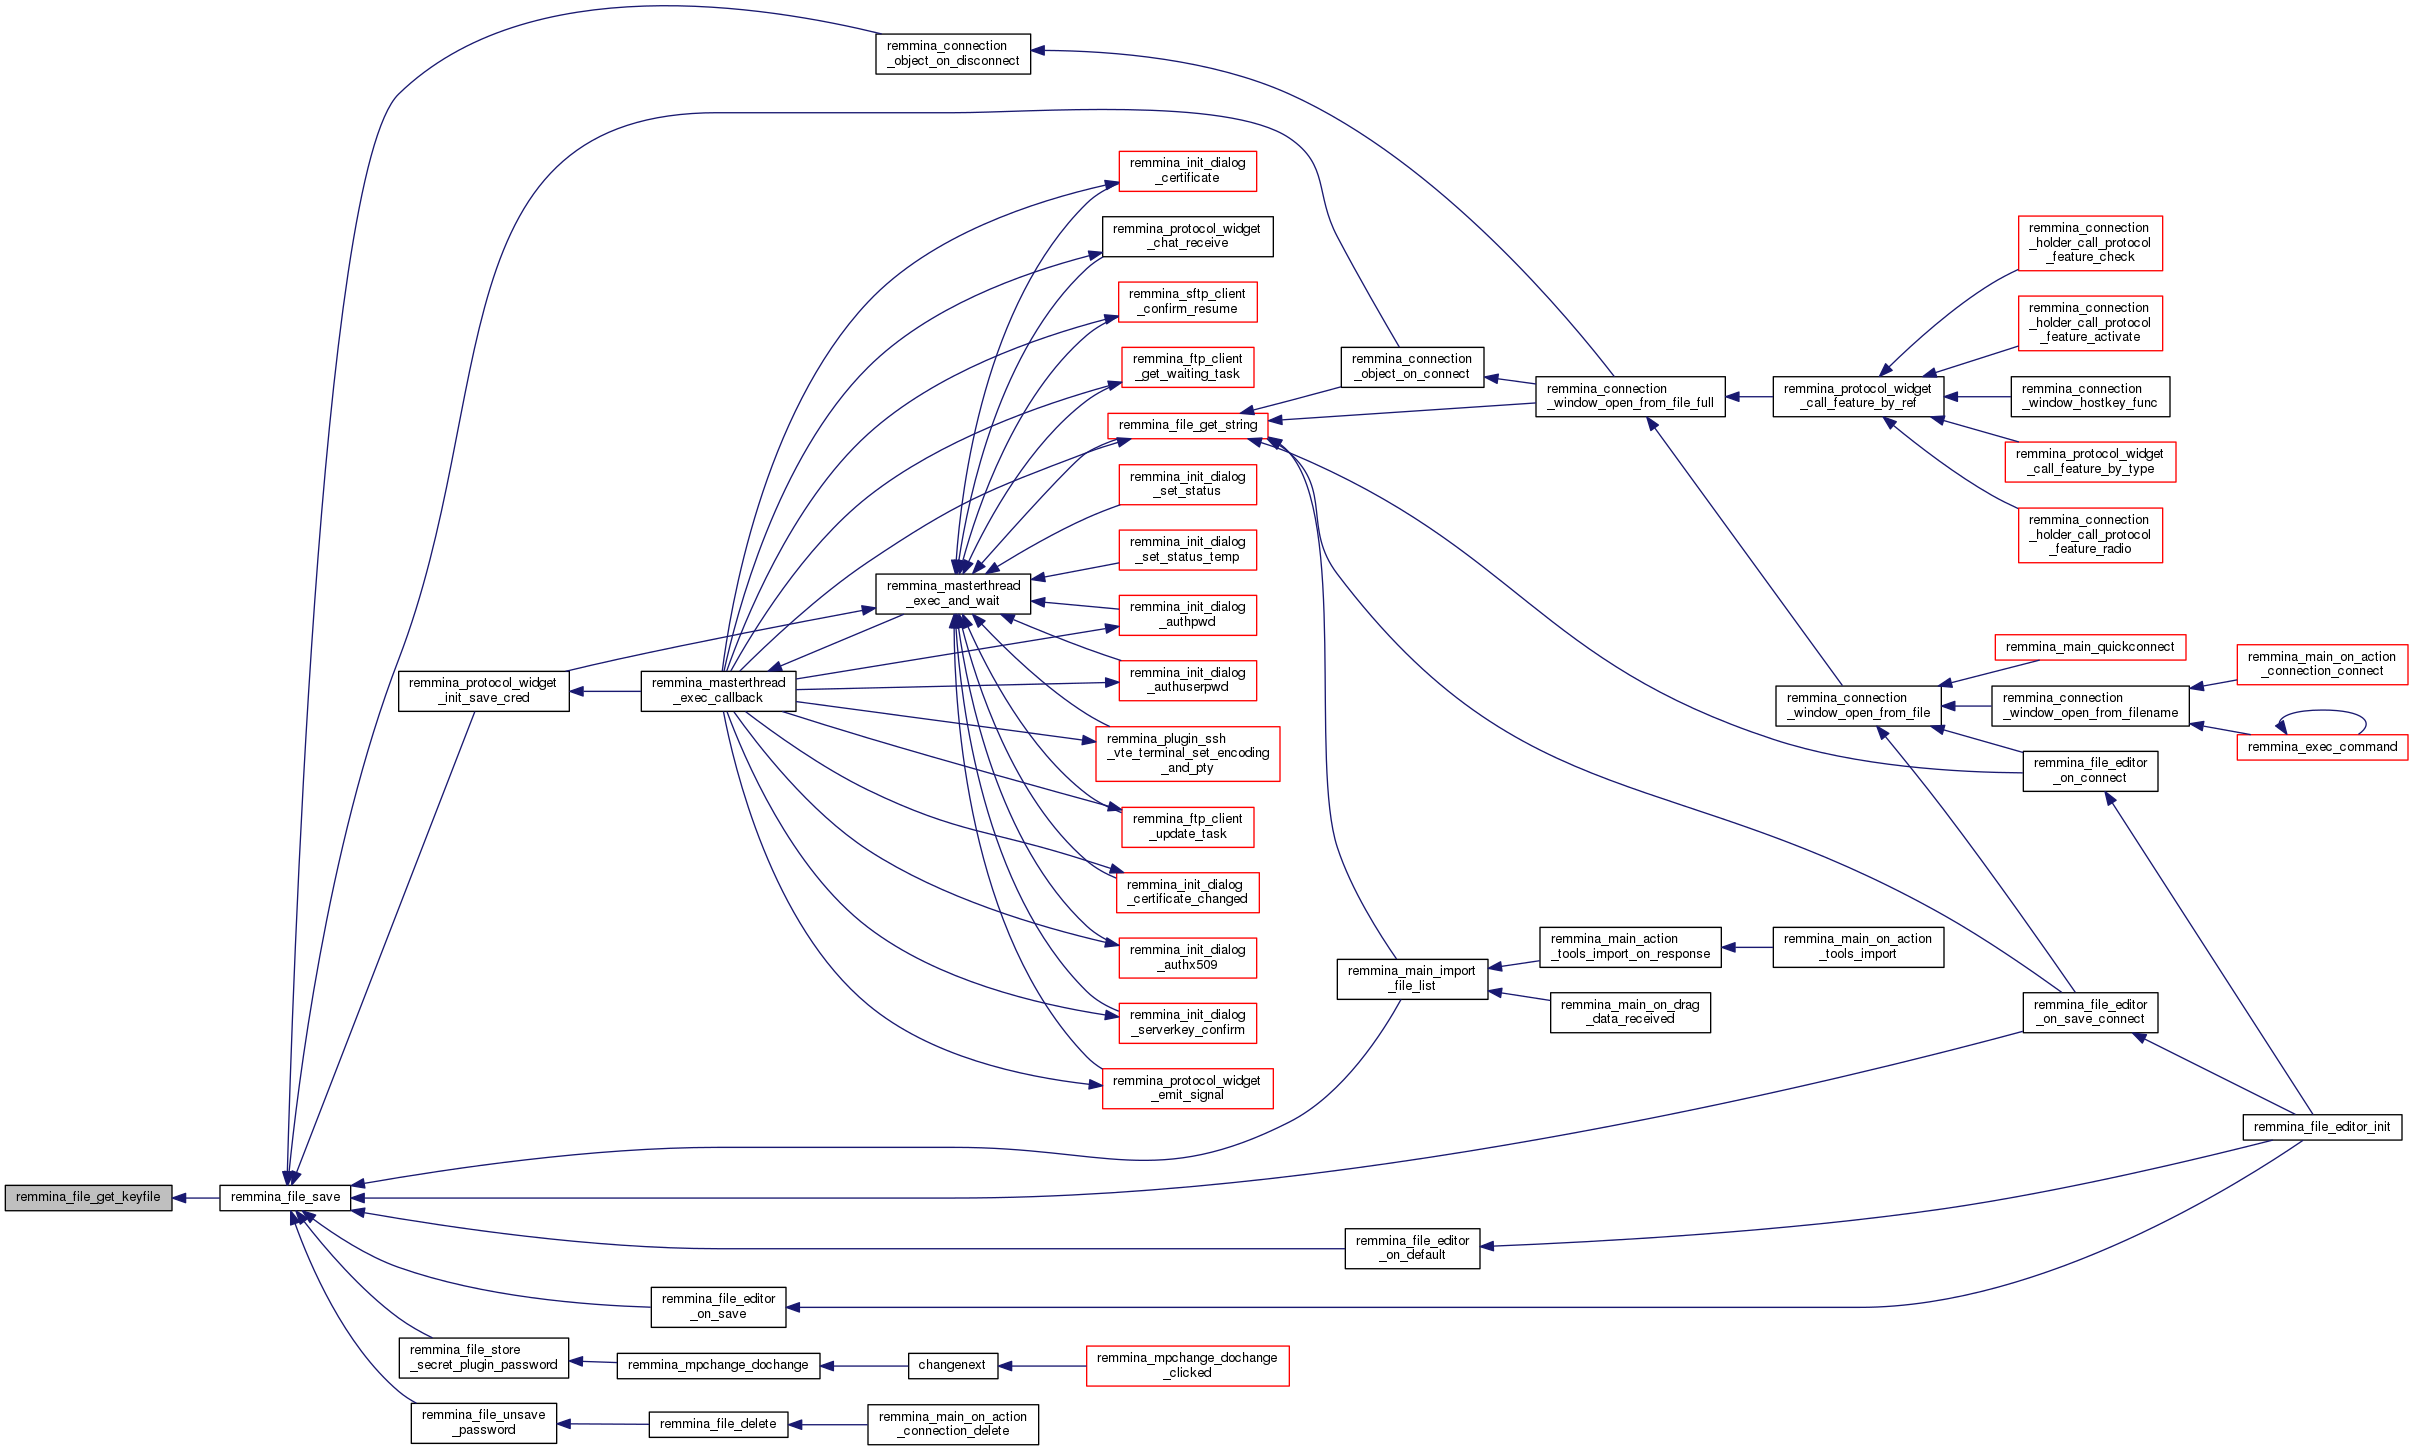 remmina_connection
_object_on_disconnect
remmina_init_dialog
_certificate
remmina_protocol_widget
_chat_receive
remmina_connection
_holder_call_protocol
_feature_check
remmina_sftp_client
_confirm_resume
remmina_connection
_holder_call_protocol
_feature_activate
remmina_ftp_client
_get_waiting_task
remmina_connection
_object_on_connect
remmina_connection
_window_open_from_file_full
remmina_protocol_widget
_call_feature_by_ref
remmina_connection
_window_hostkey_func
remmina_file_get_string
remmina_protocol_widget
_call_feature_by_type
remmina_init_dialog
_set_status
remmina_connection
_holder_call_protocol
_feature_radio
remmina_init_dialog
_set_status_temp
remmina_masterthread
_exec_and_wait
remmina_init_dialog
_authpwd
remmina_main_quickconnect
remmina_main_on_action
_connection_connect
remmina_protocol_widget
_init_save_cred
remmina_masterthread
_exec_callback
remmina_init_dialog
_authuserpwd
remmina_connection
_window_open_from_file
remmina_connection
_window_open_from_filename
remmina_exec_command
remmina_plugin_ssh
_vte_terminal_set_encoding
_and_pty
remmina_file_editor
_on_connect
remmina_ftp_client
_update_task
remmina_init_dialog
_certificate_changed
remmina_init_dialog
_authx509
remmina_main_import
_file_list
remmina_main_action
_tools_import_on_response
remmina_main_on_action
_tools_import
remmina_main_on_drag
_data_received
remmina_file_editor
_on_save_connect
remmina_init_dialog
_serverkey_confirm
remmina_protocol_widget
_emit_signal
remmina_file_editor_init
remmina_file_get_keyfile
remmina_file_save
remmina_file_editor
_on_default
remmina_file_editor
_on_save
remmina_file_store
_secret_plugin_password
remmina_mpchange_dochange
changenext
remmina_mpchange_dochange
_clicked
remmina_file_unsave
_password
remmina_file_delete
remmina_main_on_action
_connection_delete